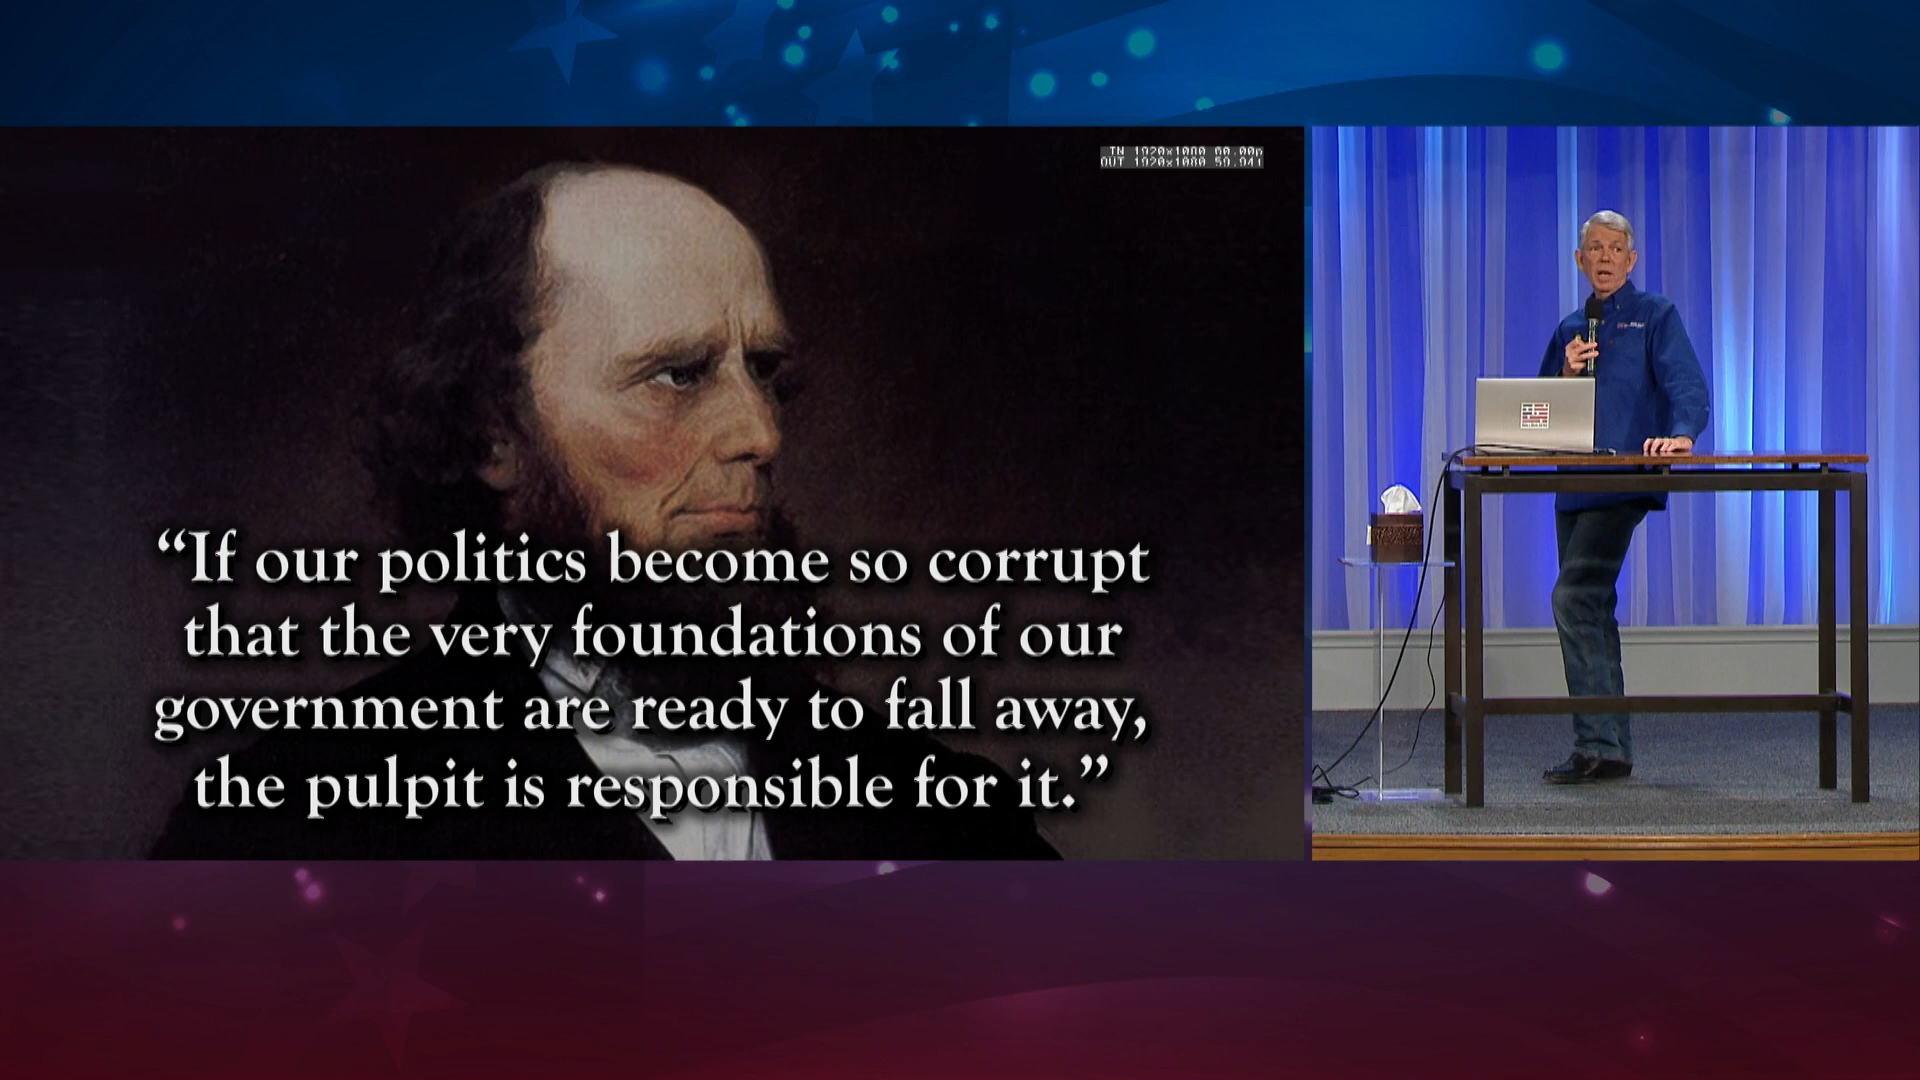 IN 1920x1080 60.00p
OUT 1920x1080 59.94i
“If our politics become so corrupt
that the very foundations of our
government are ready to fall away,
the pulpit is responsible for it.”